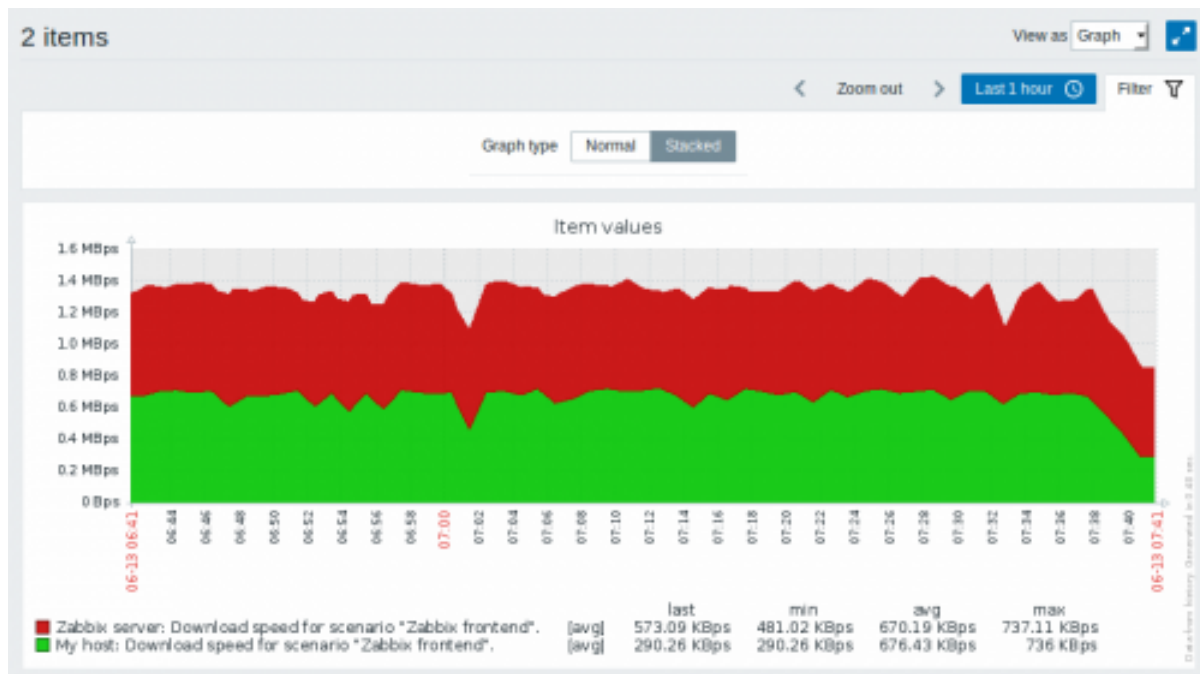 2 items
View as Graph
Zoom out Last 1 hour Filter
Graph type Normal Stacked
Item values
1.6 MBps
1.4 MBps
1.2 MBps
1.0 MBps
0.8 MBps
0.6 MBps
0.4 MBps
0.2 MBps
0 Bps
06-13 06:41 06:44 06:46 06:48 06:50 06:52 06:54 06:56 06:58 07:00 07:02 07:04 07:06 07:08 07:10 07:12 07:14 07:16 07:18 07:20 07:22 07:24 07:26 07:28 07:30 07:32 07:34 07:36 07:38 07:40 06-13 07:41
last min avg max
Zabbix server: Download speed for scenario "Zabbix frontend". [avg] 573.09 KBps 481.02 KBps 670.19 KBps 737.11 KBps
My host: Download speed for scenario "Zabbix frontend". [avg] 290.26 KBps 290.26 KBps 676.43 KBps 736 KBps
Data from history. Generated in